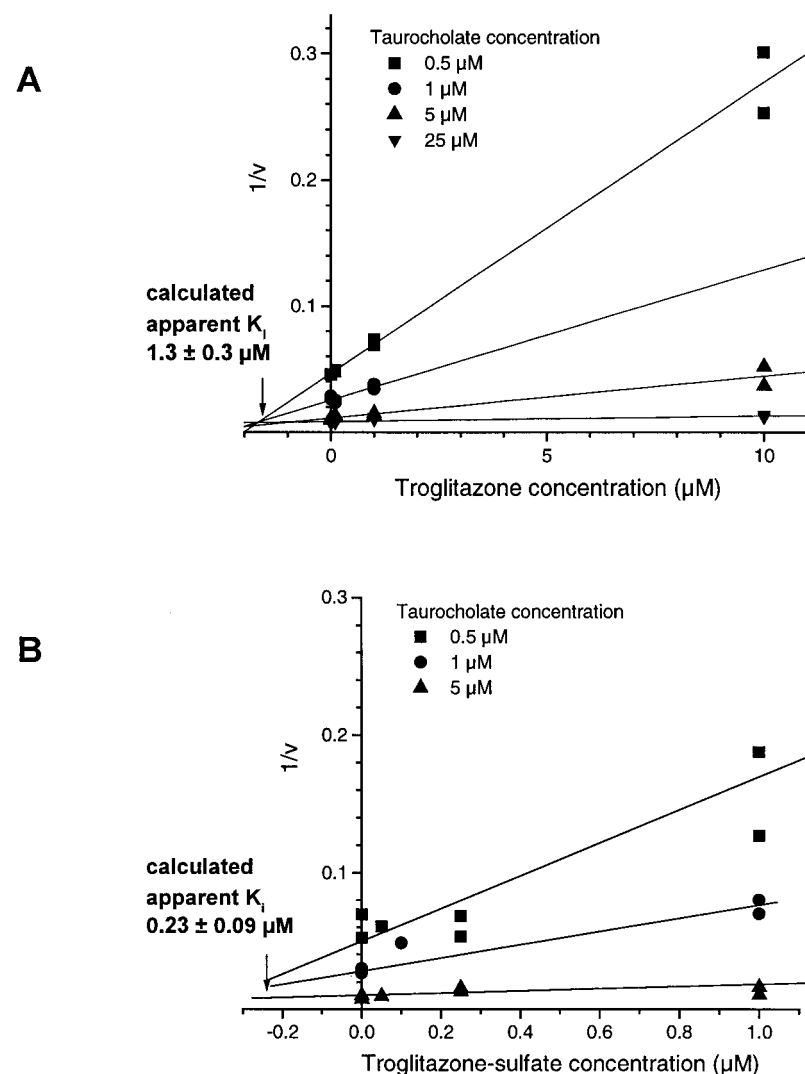 A
Taurocholate concentration
0.5 µM
1 µM
5 µM
25 µM
1/v
0.3
0.2
0.1
calculated
apparent Ki
1.3 ± 0.3 µM
0
5
10
Troglitazone concentration (µM)
B
Taurocholate concentration
0.5 µM
1 µM
5 µM
1/v
0.3
0.2
0.1
calculated
apparent Ki
0.23 ± 0.09 µM
-0.2
0.0
0.2
0.4
0.6
0.8
1.0
Troglitazone-sulfate concentration (µM)